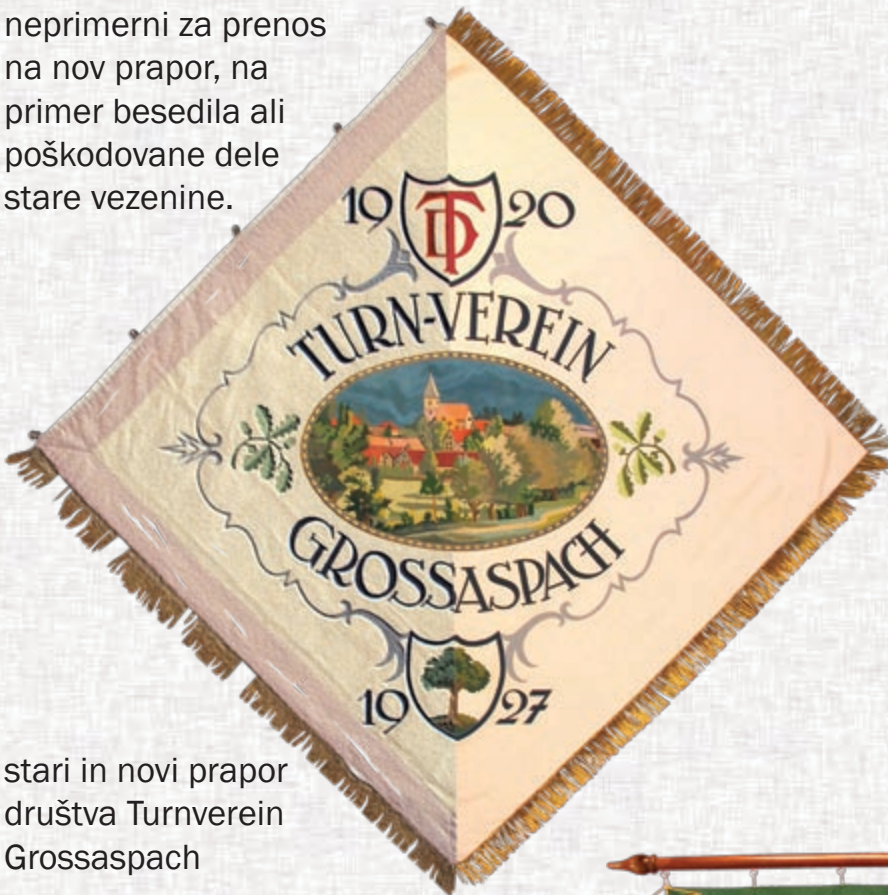 neprimerni za prenos
na nov prapor, na
primer besedila ali
poškodovane dele
stare vezenine.
19 20
TURN-VEREIN
GROSSASPACH
19 27
stari in novi prapor
društva Turnverein
Grossaspach